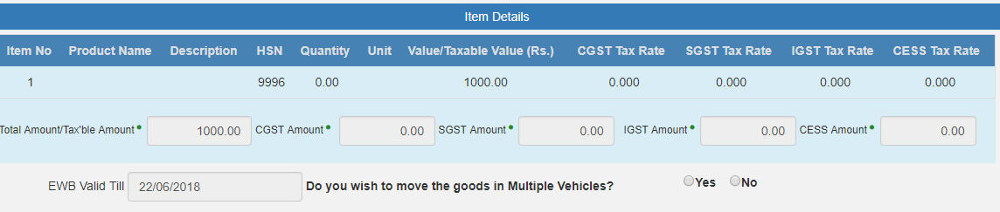 Item Details
Item No Product Name Description HSN Quantity Unit Value/Taxable Value (Rs.) CGST Tax Rate SGST Tax Rate IGST Tax Rate CESS Tax Rate
1 9996 0.00 1000.00 0.000 0.000 0.000 0.000
Total Amount/Tax'ble Amount 1000.00 CGST Amount 0.00 SGST Amount 0.00 IGST Amount 0.00 CESS Amount 0.00
EWB Valid Till 22/06/2018 Do you wish to move the goods in Multiple Vehicles? Yes No